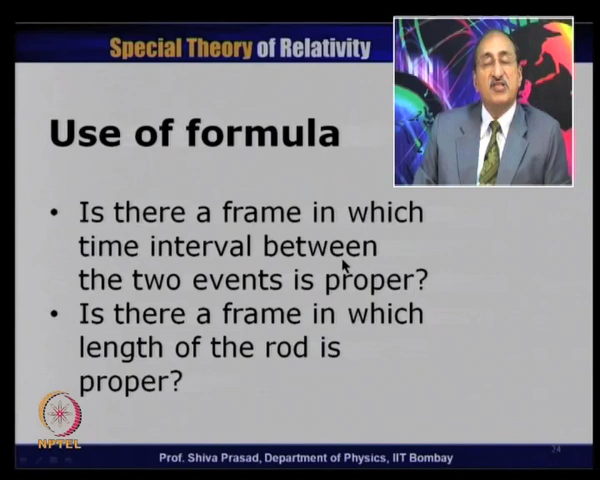 Special Theory of Relativity
Use of formula
• Is there a frame in which
time interval between
the two events is proper?
• Is there a frame in which
length of the rod is
proper?
NPTEL
Prof. Shiva Prasad, Department of Physics, IIT Bombay
24